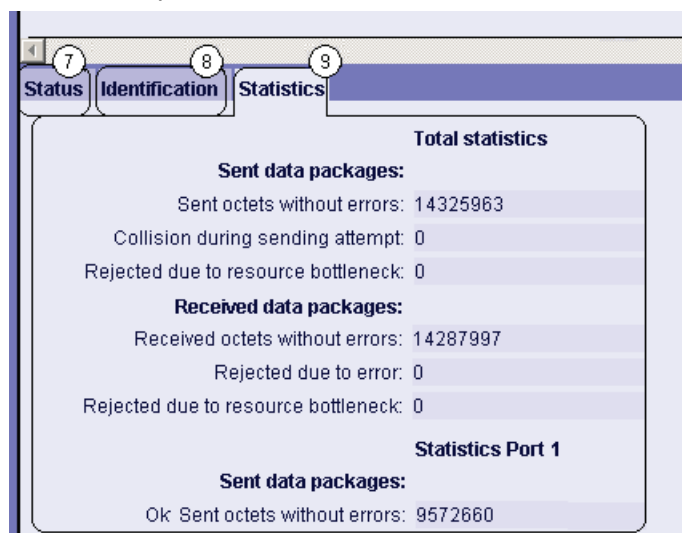 7 8 9
Status Identification Statistics
Total statistics
Sent data packages:
Sent octets without errors: 14325963
Collision during sending attempt: 0
Rejected due to resource bottleneck: 0
Received data packages:
Received octets without errors: 14287997
Rejected due to error: 0
Rejected due to resource bottleneck: 0
Statistics Port 1
Sent data packages:
Ok Sent octets without errors: 9572660